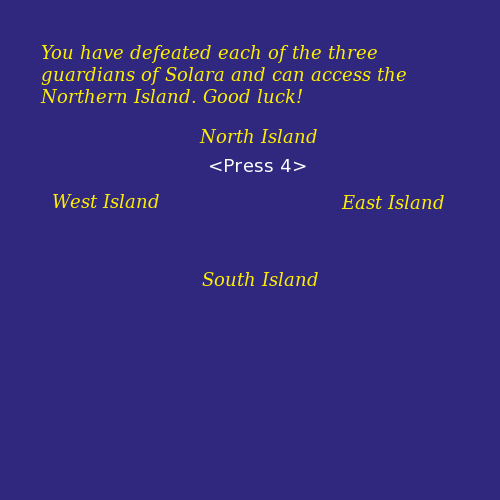 You have defeated each of the three
guardians of Solara and can access the
Northern Island. Good luck!
North Island
<Press 4>
West Island East Island
South Island